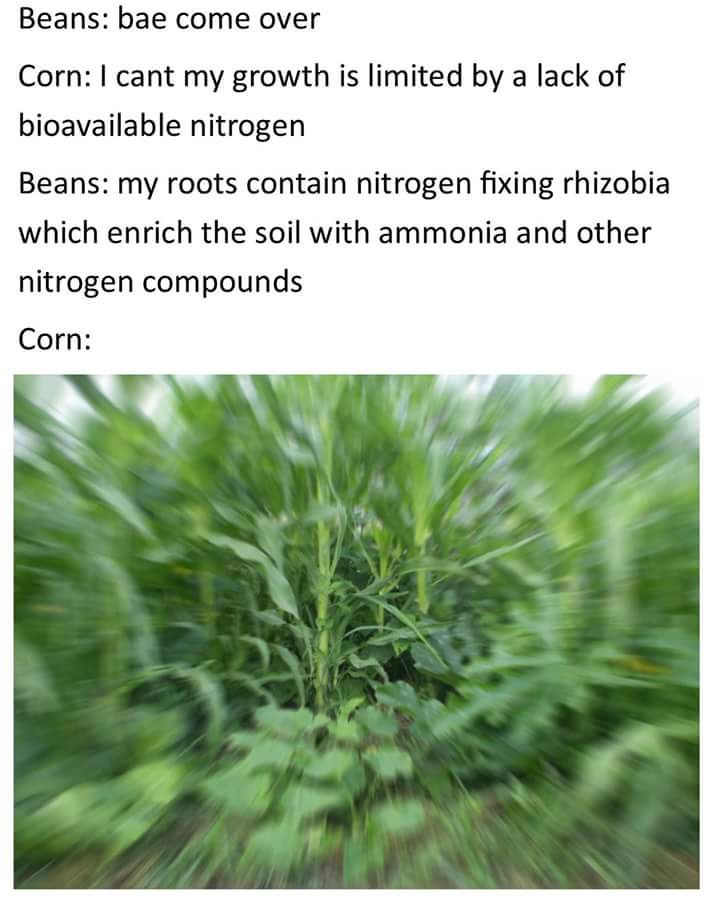 Beans: bae come over
Corn: I cant my growth is limited by a lack of
bioavailable nitrogen
Beans: my roots contain nitrogen fixing rhizobia
which enrich the soil with ammonia and other
nitrogen compounds
Corn: